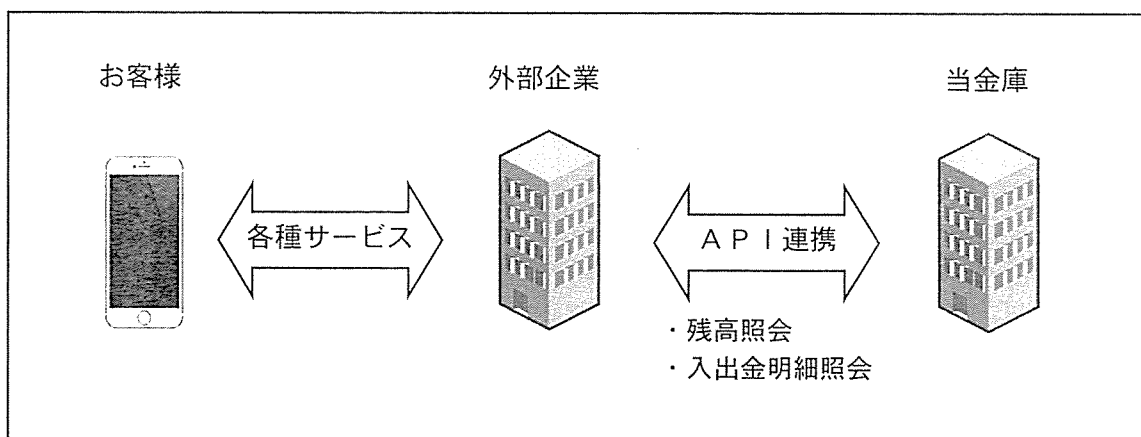 お客様
外部企業
当金庫
各種サービス
ＡＰＩ連携
・残高照会
・入出金明細照会